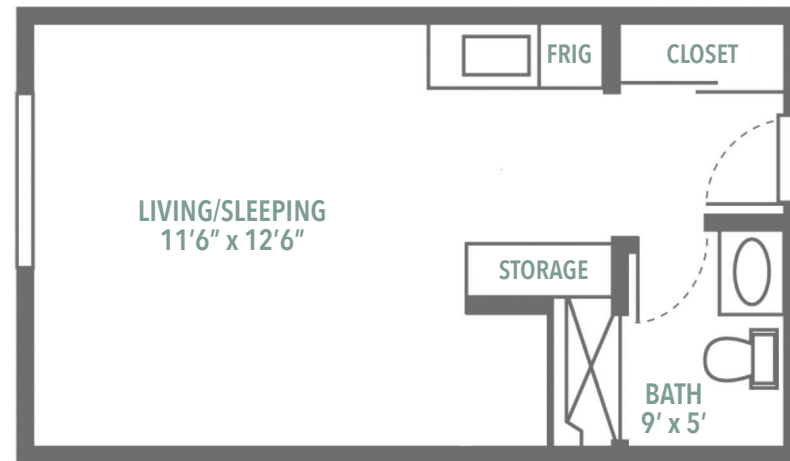 FRIG
CLOSET
LIVING/SLEEPING
11'6" x 12'6"
STORAGE
BATH
9' x 5'